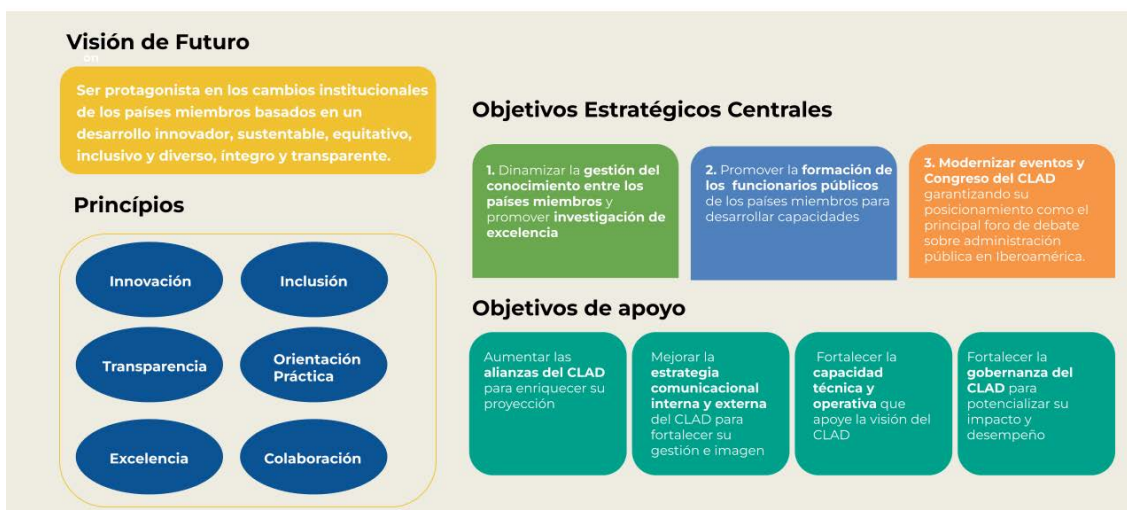 Visión de Futuro
on
Ser protagonista en los cambios institucionales
de los países miembros basados en un
desarrollo innovador, sustentable, equitativo,
inclusivo y diverso, íntegro y transparente.
Princípios
Innovación
Inclusión
Transparencia
Orientación
Práctica
Excelencia
Colaboración
Objetivos Estratégicos Centrales
1. Dinamizar la gestión del
conocimiento entre los
países miembros y
promover investigación de
excelencia
2. Promover la formación de
los funcionarios públicos
de los países miembros para
desarrollar capacidades
3. Modernizar eventos y
Congreso del CLAD
garantizando su
posicionamiento como el
principal foro de debate
sobre administración
pública en Iberoamérica.
Objetivos de apoyo
Aumentar las
alianzas del CLAD
para enriquecer su
proyección
Mejorar la
estrategia
comunicacional
interna y externa
del CLAD para
fortalecer su
gestión e imagen
Fortalecer la
capacidad
técnica y
operativa que
apoye la visión del
CLAD
Fortalecer la
gobernanza del
CLAD para
potencializar su
impacto y
desempeño